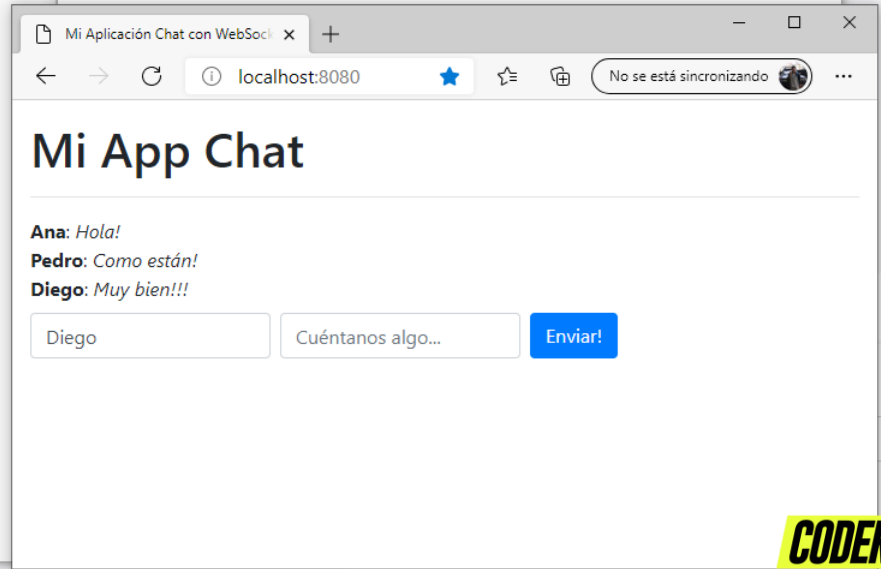 Mi Aplicación Chat con WebSock
localhost:8080
No se está sincronizando
Mi App Chat
Ana: Hola!
Pedro: Como están!
Diego: Muy bien!!!
Diego Cuéntanos algo... Enviar!